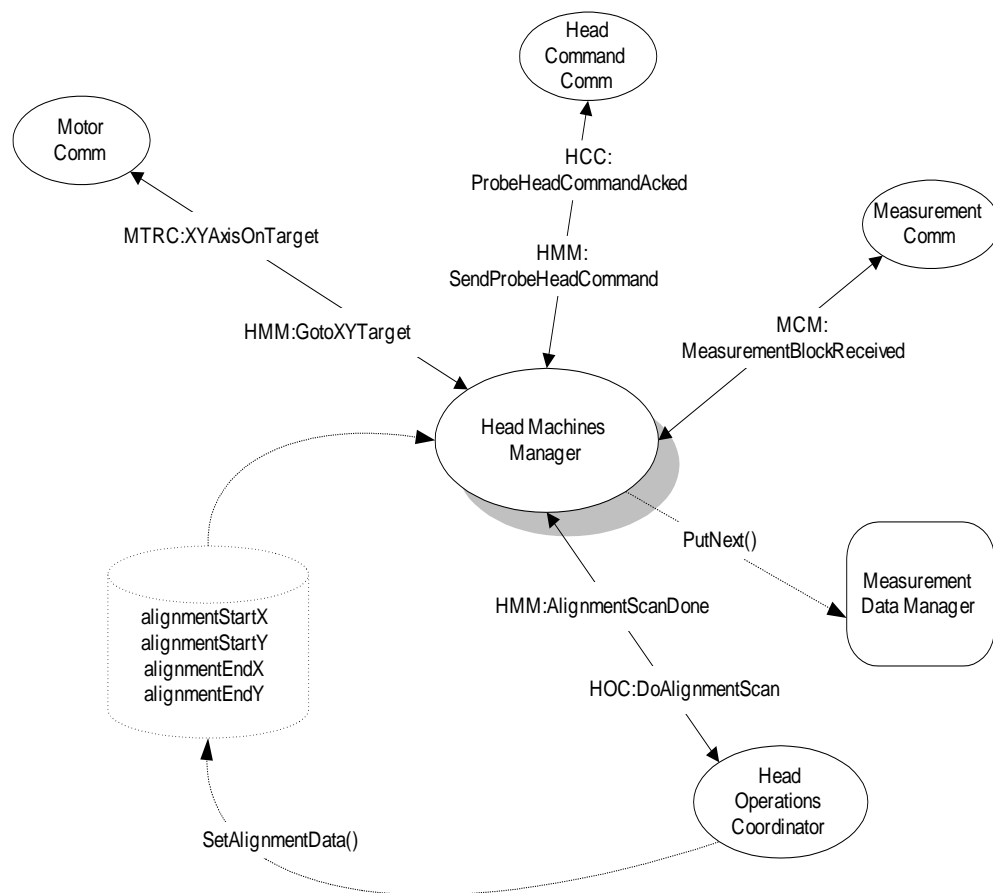 Head
Command
Comm
Motor
Comm
HCC:
ProbeHeadCommandAcked
Measurement
Comm
MTRC:XYAxisOnTarget
HMM:
SendProbeHeadCommand
HMM:GotoXYTarget
MCM:
MeasurementBlockReceived
Head Machines
Manager
PutNext()
Measurement
Data Manager
alignmentStartX
alignmentStartY
alignmentEndX
alignmentEndY
HMM:AlignmentScanDone
HOC:DoAlignmentScan
Head
Operations
Coordinator
SetAlignmentData()